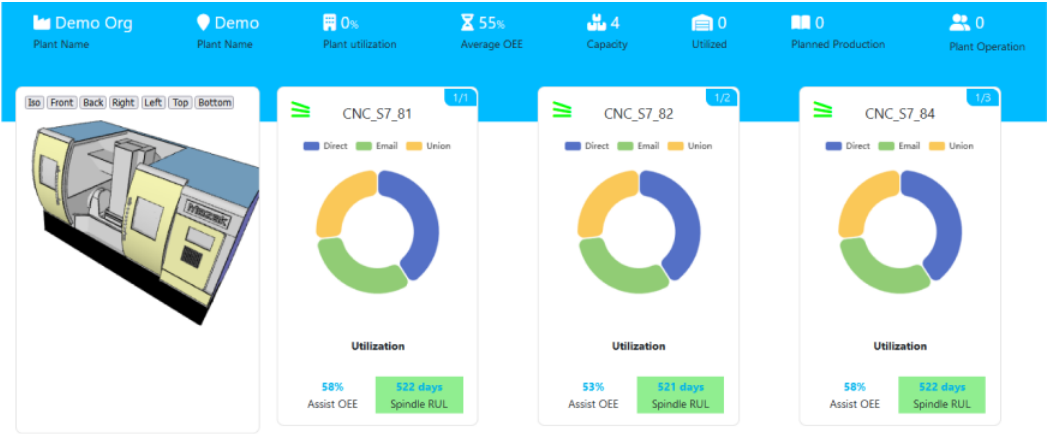 Demo Org
Plant Name
Demo
Plant Name
0%
Plant utilization
55%
Average OEE
4
Capacity
0
Utilized
0
Planned Production
0
Plant Operation
Iso Front Back Right Left Top Bottom
1/1
CNC_S7_81
Direct Email Union
Utilization
58%
Assist OEE
522 days
Spindle RUL
1/2
CNC_S7_82
Direct Email Union
Utilization
53%
Assist OEE
521 days
Spindle RUL
1/3
CNC_S7_84
Direct Email Union
Utilization
58%
Assist OEE
522 days
Spindle RUL